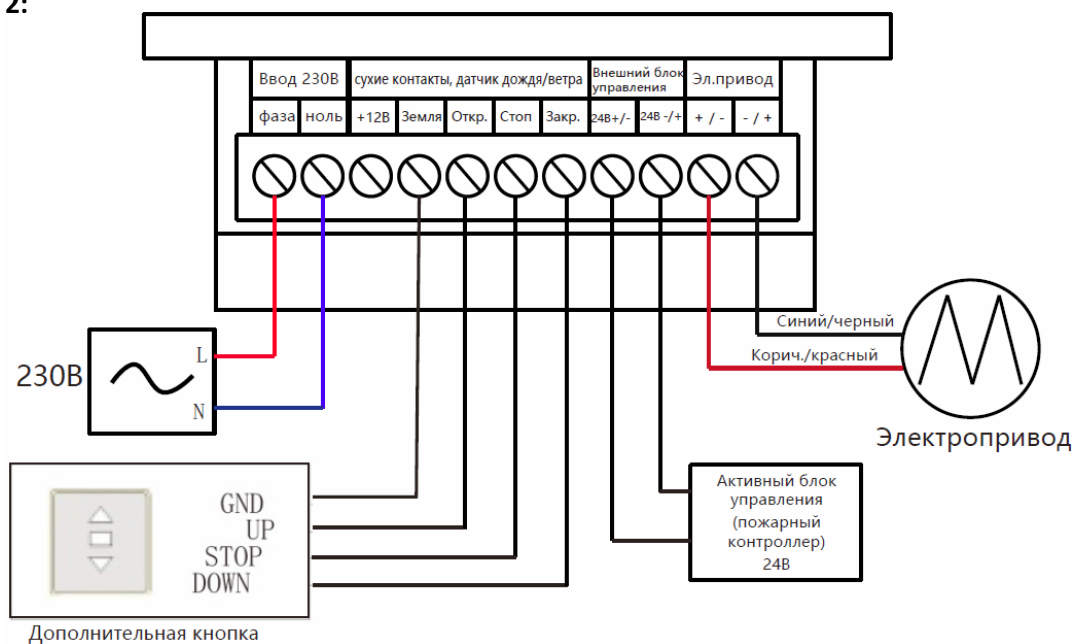 2:
Ввод 230В сухие контакты, датчик дождя/ветра Внешний блок управления Эл.привод
фаза ноль +12В Земля Откр. Стоп Закр. 24В+/- 24В -/+ + / - - / +
Синий/черный
Корич./красный
230В
L
N
Электропривод
GND
UP
STOP
DOWN
Активный блок
управления
(пожарный
контроллер)
24В
Дополнительная кнопка